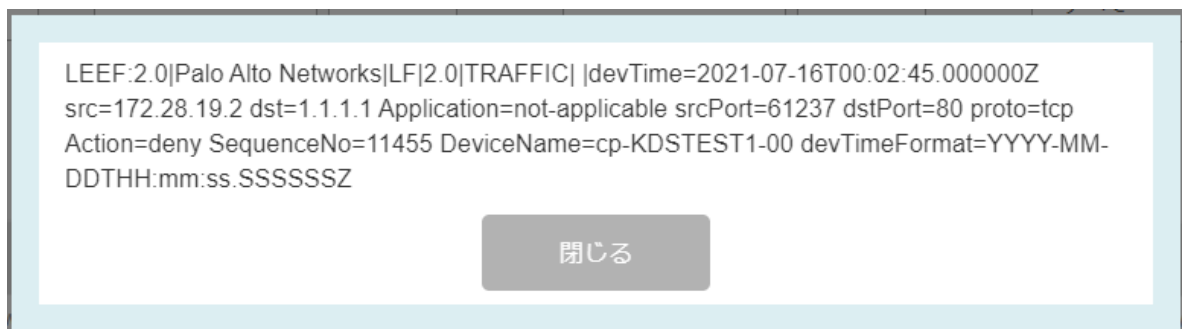 LEEF:2.0|Palo Alto Networks|LF|2.0|TRAFFIC| |devTime=2021-07-16T00:02:45.000000Z
src=172.28.19.2 dst=1.1.1.1 Application=not-applicable srcPort=61237 dstPort=80 proto=tcp
Action=deny SequenceNo=11455 DeviceName=cp-KDSTEST1-00 devTimeFormat=YYYY-MM-
DDTHH:mm:ss.SSSSSSZ
閉じる